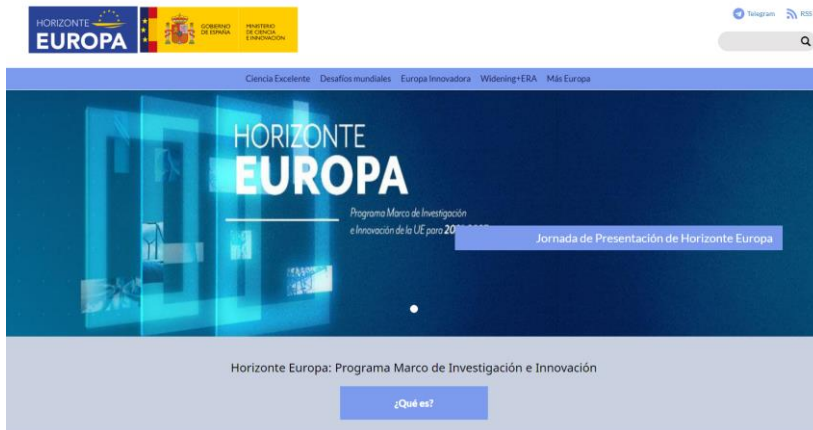 HORIZONTE
EUROPA
GOBIERNO
DE ESPAÑA
MINISTERIO
DE CIENCIA
E INNOVACIÓN
Telegram RSS
Ciencia Excelente Desafíos mundiales Europa Innovadora Widening+ERA Más Europa
HORIZONTE
EUROPA
Programa Marco de Investigación
e Innovación de la UE para
Jornada de Presentación de Horizonte Europa
Horizonte Europa: Programa Marco de Investigación e Innovación
¿Qué es?